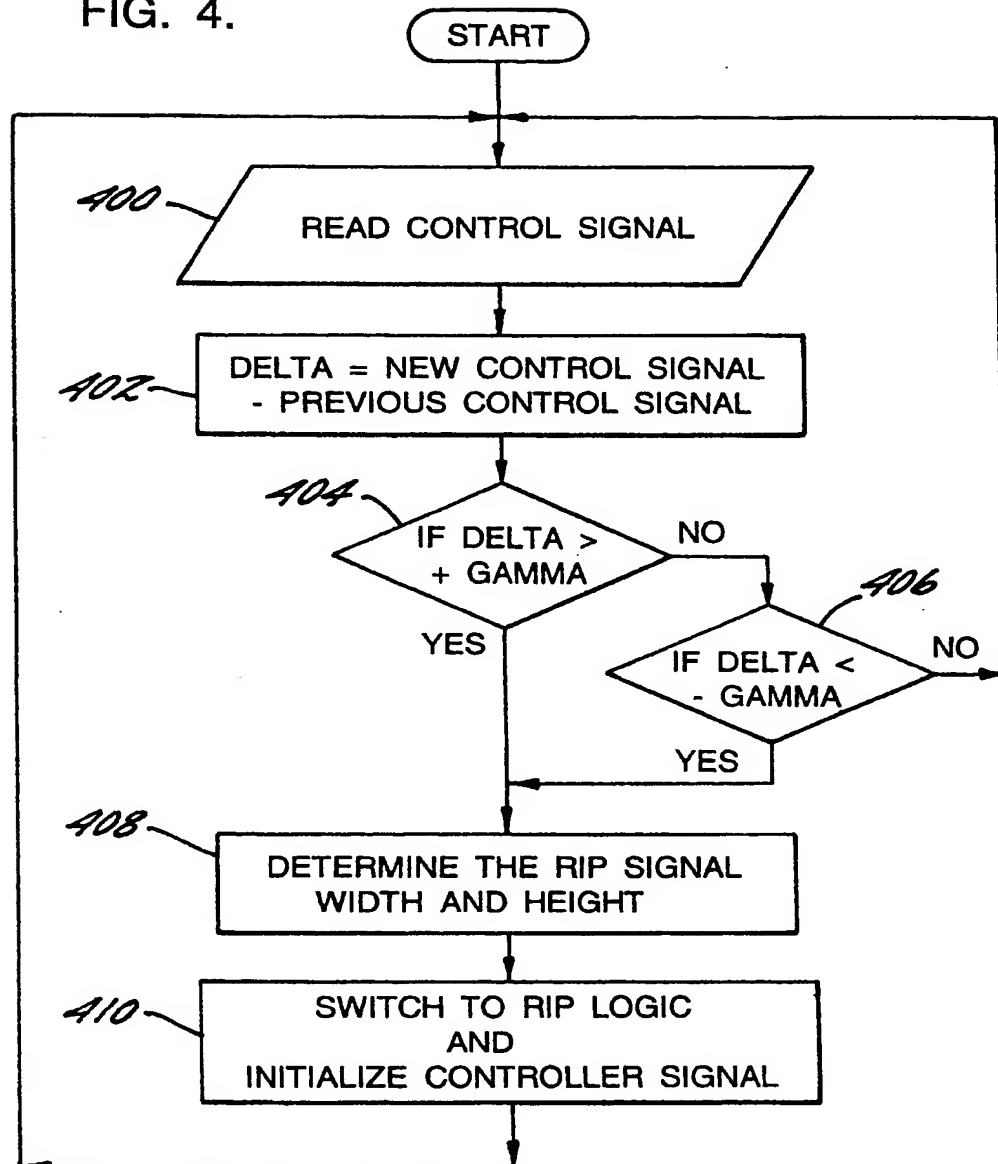 FIG. 4.
START
400
READ CONTROL SIGNAL
402
DELTA = NEW CONTROL SIGNAL
- PREVIOUS CONTROL SIGNAL
404
IF DELTA >
+ GAMMA
NO
YES
406
IF DELTA <
- GAMMA
NO
YES
408
DETERMINE THE RIP SIGNAL
WIDTH AND HEIGHT
410
SWITCH TO RIP LOGIC
AND
INITIALIZE CONTROLLER SIGNAL